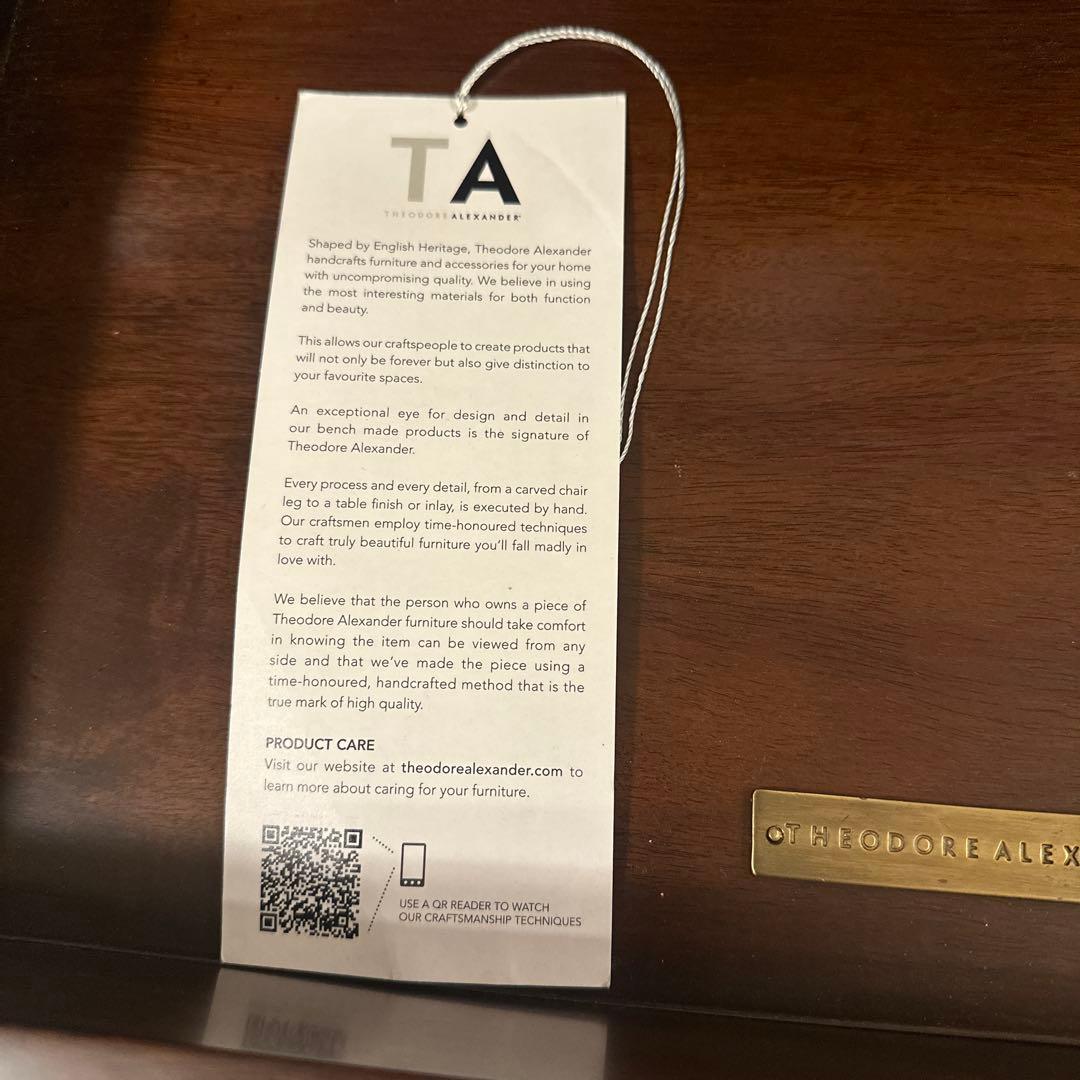 TA
THEODORE ALEXANDER
Shaped by English Heritage, Theodore Alexander
handcrafts furniture and accessories for your home
with uncompromising quality. We believe in using
the most interesting materials for both function
and beauty.
This allows our craftspeople to create products that
will not only be forever but also give distinction to
your favourite spaces.
An exceptional eye for design and detail in
our bench made products is the signature of
Theodore Alexander.
Every process and every detail, from a carved chair
leg to a table finish or inlay, is executed by hand.
Our craftsmen employ time-honoured techniques
to craft truly beautiful furniture you'll fall madly in
love with.
We believe that the person who owns a piece of
Theodore Alexander furniture should take comfort
in knowing the item can be viewed from any
side and that we've made the piece using a
time-honoured, handcrafted method that is the
true mark of high quality.
PRODUCT CARE
Visit our website at theodorealexander.com to
learn more about caring for your furniture.
USE A QR READER TO WATCH
OUR CRAFTSMANSHIP TECHNIQUES
THEODORE ALEX